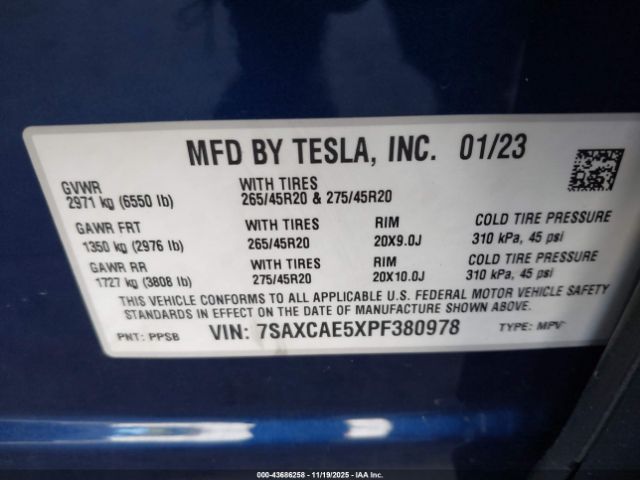 MFD BY TESLA, INC. 01/23
GVWR
2971 kg (6550 lb)
WITH TIRES
265/45R20 & 275/45R20
GAWR FRT
1350 kg (2976 lb)
WITH TIRES
265/45R20
RIM
20X9.0J
COLD TIRE PRESSURE
310 kPa, 45 psi
GAWR RR
1727 kg (3808 lb)
WITH TIRES
275/45R20
RIM
20X10.0J
COLD TIRE PRESSURE
310 kPa, 45 psi
THIS VEHICLE CONFORMS TO ALL APPLICABLE U.S. FEDERAL MOTOR VEHICLE SAFETY
STANDARDS IN EFFECT ON THE DATE OF MANUFACTURE SHOWN ABOVE.
PNT: PPSB VIN: 7SAXCAE5XPF380978 TYPE: MPV
000-43686258 - 11/19/2025 - IAA Inc.